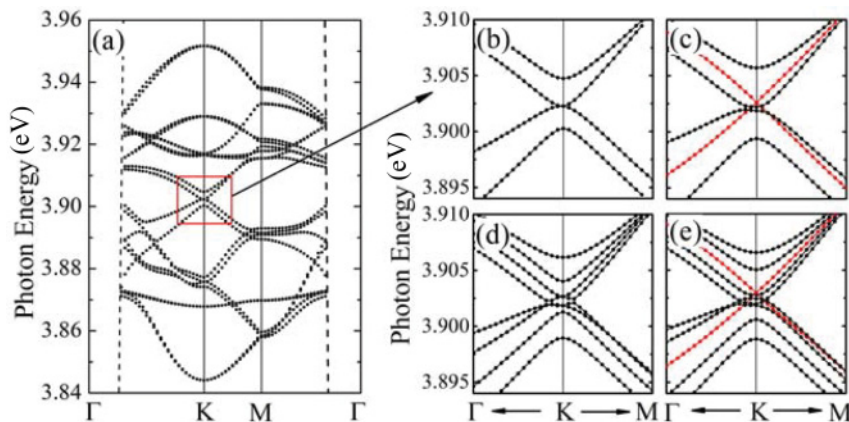 (a)
Photon Energy (eV)
3.96
3.94
3.92
3.90
3.88
3.86
3.84
Γ
K
M
Γ
Photon Energy (eV)
3.910
3.905
3.900
3.895
3.910
3.905
3.900
3.895
(b)
(c)
(d)
(e)
Γ
K
M
Γ
K
M